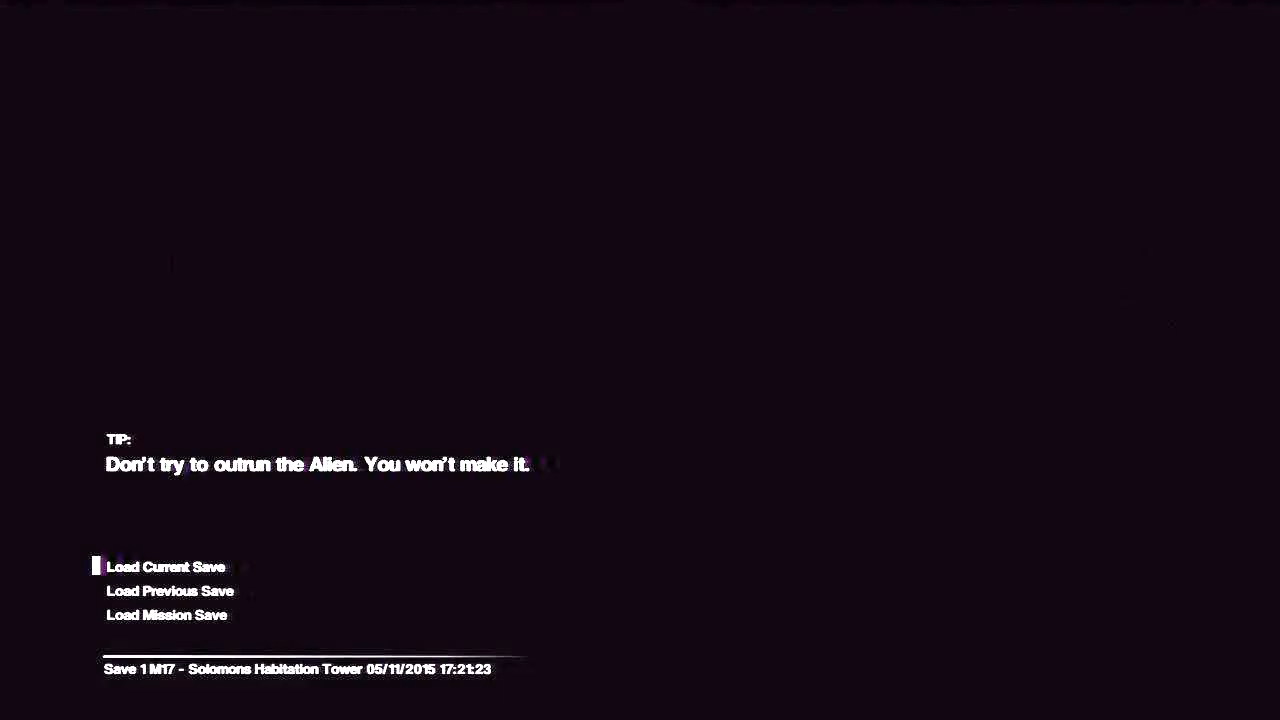 TIP:
Don't try to outrun the Alien. You won't make it.
Load Current Save
Load Previous Save
Load Mission Save
Save 1 M17 - Solomons Habitation Tower 05/11/2015 17:21:23